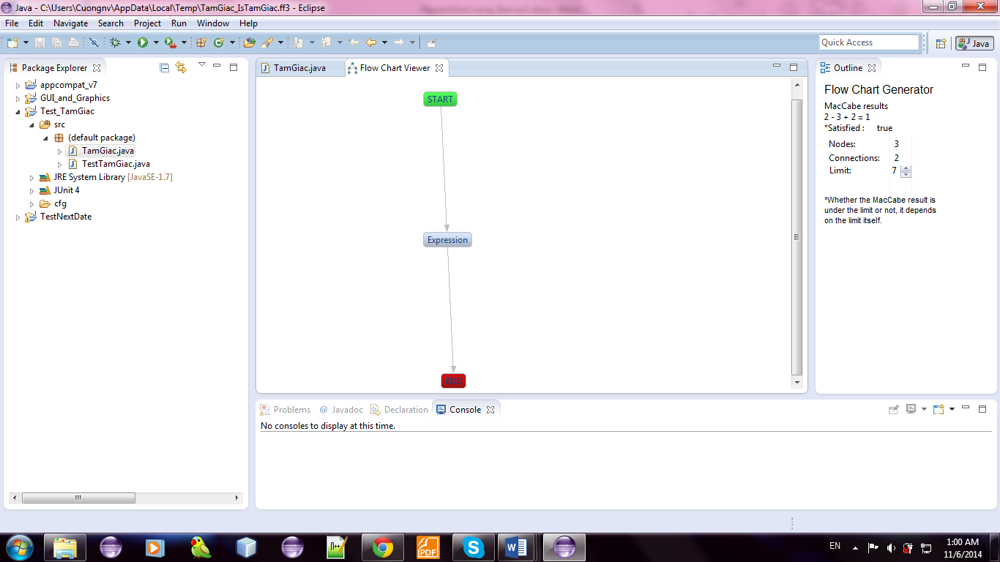 Java - C:\Users\Cuongnv\AppData\Local\Temp\TamGiac_IsTamGiac.ff3 - Eclipse
File Edit Navigate Search Project Run Window Help
Quick Access
Java
Package Explorer
appcompat_v7
GUI_and_Graphics
Test_TamGiac
src
(default package)
TamGiac.java
TestTamGiac.java
JRE System Library [JavaSE-1.7]
JUnit 4
cfg
TestNextDate
TamGiac.java
Flow Chart Viewer
START
Expression
END
Outline
Flow Chart Generator
MacCabe results
2 - 3 + 2 = 1
*Satisfied : true
Nodes: 3
Connections: 2
Limit: 7
*Whether the MacCabe result is
under the limit or not, it depends
on the limit itself.
Problems @ Javadoc Declaration Console
No consoles to display at this time.
EN
1:00 AM
11/6/2014